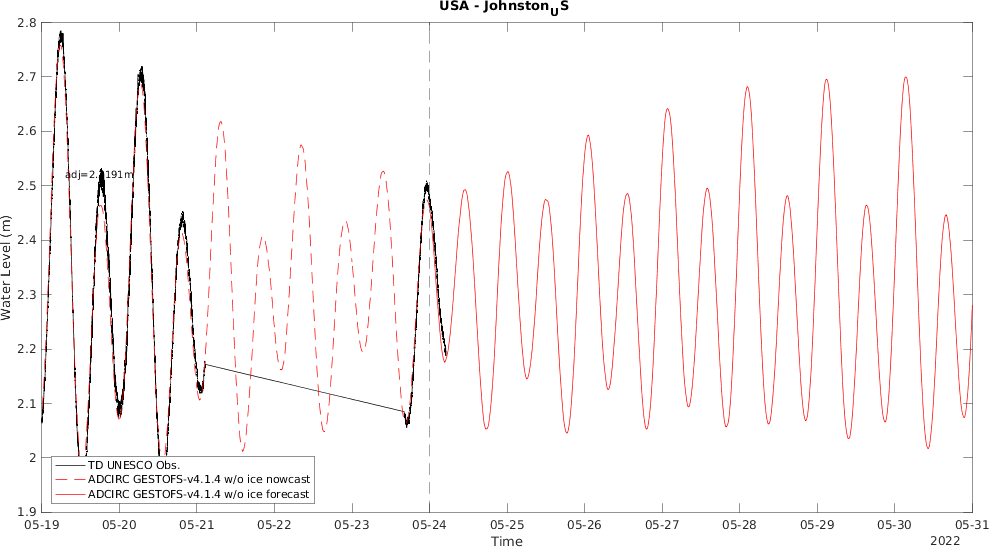 USA - Johnston_US
2.8
2.7
2.6
2.5
2.4
2.3
2.2
2.1
2
1.9
Water Level (m)
TD UNESCO Obs.
ADCIRC GESTOFS-v4.1.4 w/o ice nowcast
ADCIRC GESTOFS-v4.1.4 w/o ice forecast
05-19 05-20 05-21 05-22 05-23 05-24 05-25 05-26 05-27 05-28 05-29 05-30 05-31
Time
2022